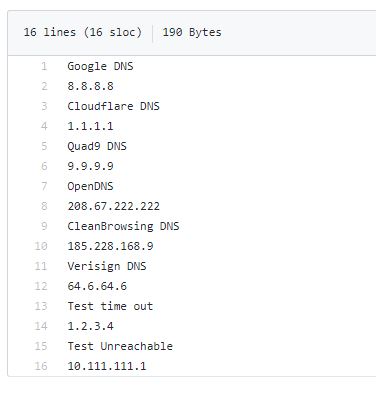 16 lines (16 sloc) 190 Bytes
1 Google DNS
2 8.8.8.8
3 Cloudflare DNS
4 1.1.1.1
5 Quad9 DNS
6 9.9.9.9
7 OpenDNS
8 208.67.222.222
9 CleanBrowsing DNS
10 185.228.168.9
11 Verisign DNS
12 64.6.64.6
13 Test time out
14 1.2.3.4
15 Test Unreachable
16 10.111.111.1